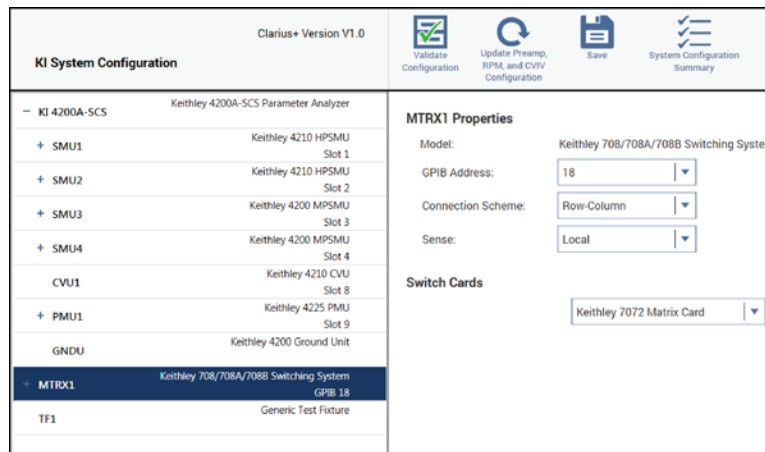 Clarius+ Version V1.0
KI System Configuration
Validate
Configuration
Update Preamp,
RPM, and CVIV
Configuration
Save
System Configuration
Summary
− KI 4200A-SCS Keithley 4200A-SCS Parameter Analyzer
+ SMU1 Keithley 4210 HPSMU
Slot 1
+ SMU2 Keithley 4210 HPSMU
Slot 2
+ SMU3 Keithley 4200 MPSMU
Slot 3
+ SMU4 Keithley 4200 MPSMU
Slot 4
CVU1 Keithley 4210 CVU
Slot 8
+ PMU1 Keithley 4225 PMU
Slot 9
GNDU Keithley 4200 Ground Unit
+ MTRX1 Keithley 708/708A/708B Switching System
GPIB 18
TF1 Generic Test Fixture
MTRX1 Properties
Model: Keithley 708/708A/708B Switching Syste
GPIB Address: 18
Connection Scheme: Row-Column
Sense: Local
Switch Cards
Keithley 7072 Matrix Card